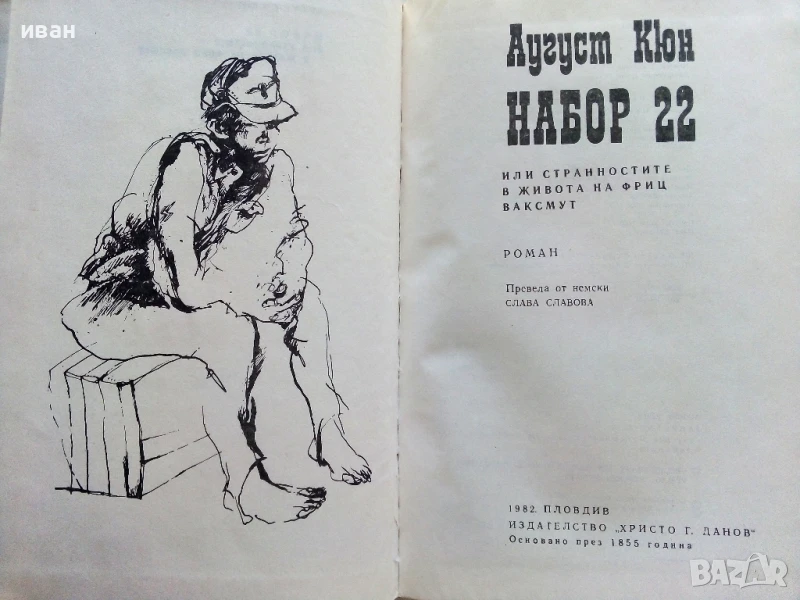 иван
Аугуст Кюн
НАБОР 22
ИЛИ СТРАННОСТИТЕ
В ЖИВОТА НА ФРИЦ
ВАКСМУТ
РОМАН
Преведа от немски
СЛАВА СЛАВОВА
1982. ПЛОВДИВ
ИЗДАТЕЛСТВО „ХРИСТО Г. ДАНОВ“
Основано през 1855 година
BAZAR